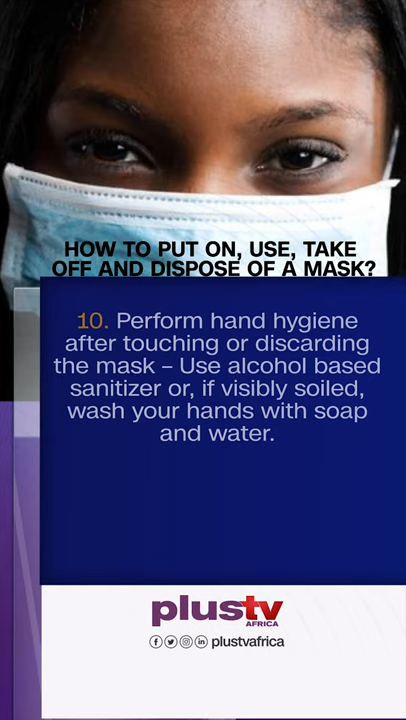 HOW TO PUT ON, USE, TAKE
OFF AND DISPOSE OF A MASK?
10. Perform hand hygiene
after touching or discarding
the mask – Use alcohol based
sanitizer or, if visibly soiled,
wash your hands with soap
and water.
plustv
AFRICA
plustvafrica